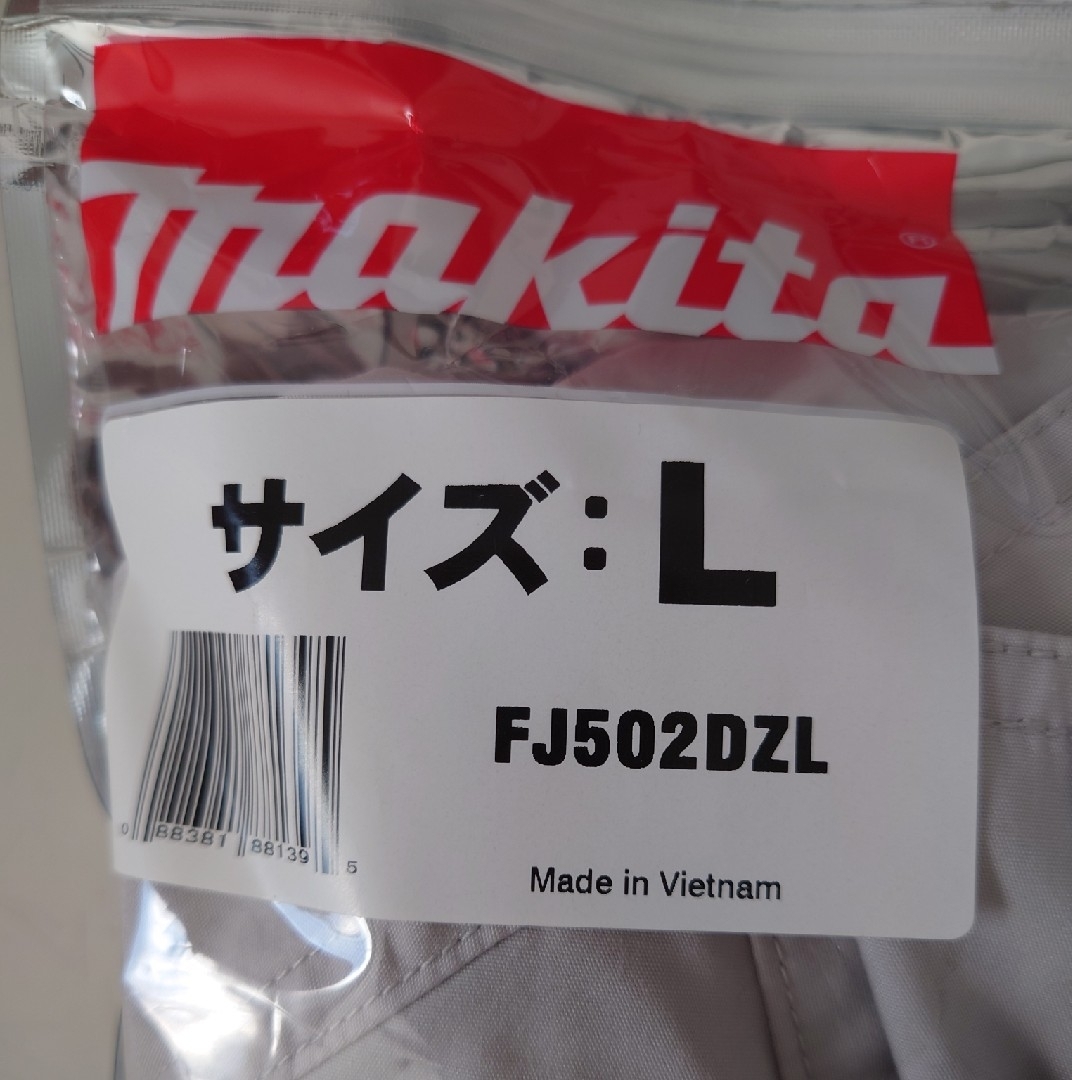 makita®
サイズ：L
FJ502DZL
0 88381 88139 5
Made in Vietnam